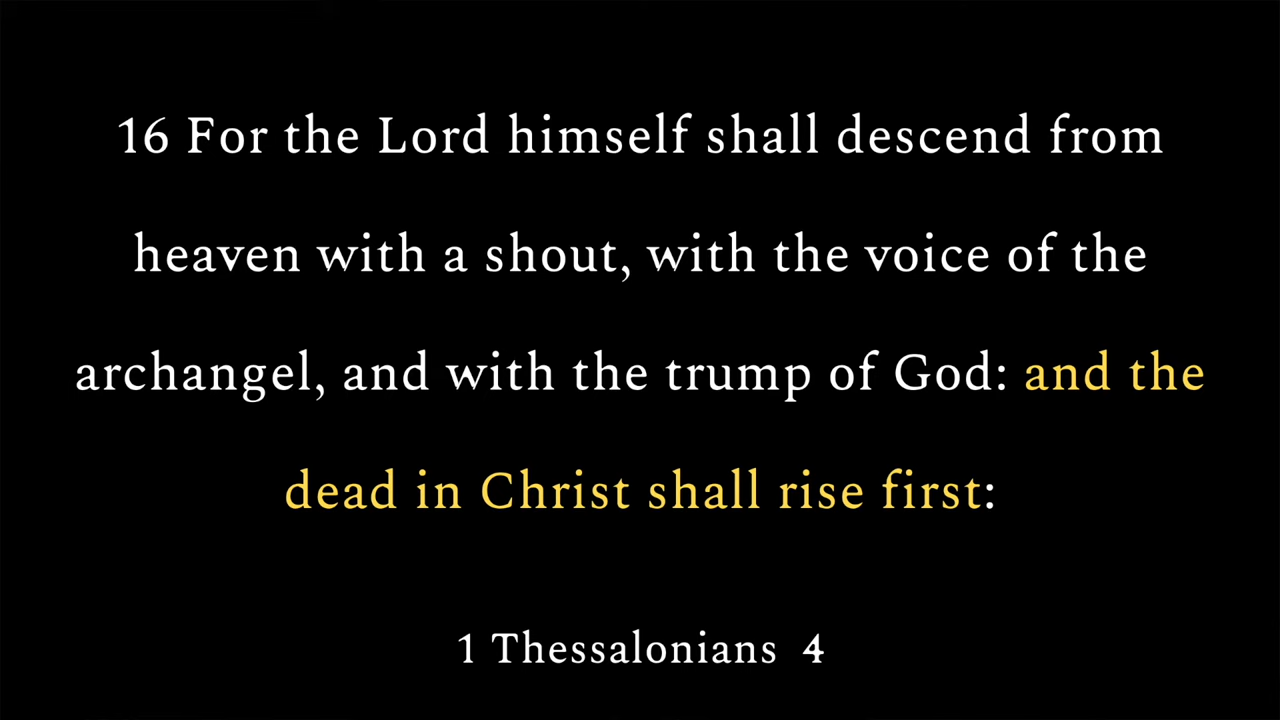 16 For the Lord himself shall descend from
heaven with a shout, with the voice of the
archangel, and with the trump of God: and the
dead in Christ shall rise first:
1 Thessalonians 4